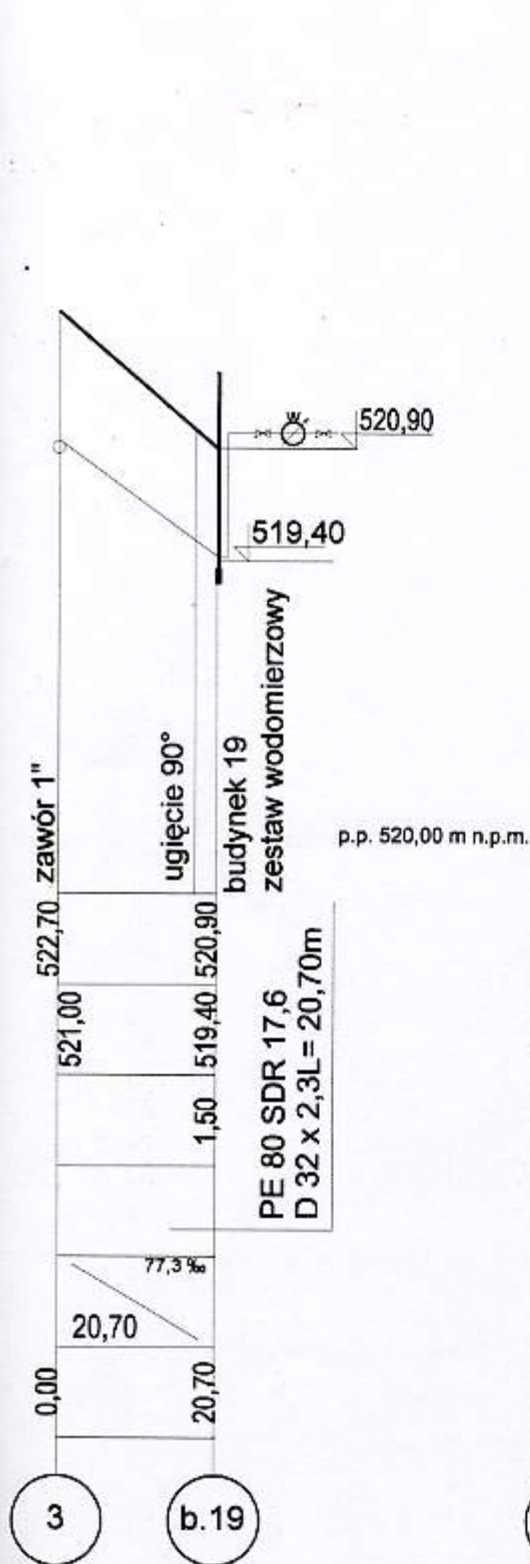 W
520,90
519,40
zawór 1"
ugięcie 90°
budynek 19
zestaw wodomierzowy
p.p. 520,00 m n.p.m.
522,70
520,90
521,00
519,40
1,50
PE 80 SDR 17,6
D 32 x 2,3L= 20,70m
77,3 ‰
20,70
0,00
20,70
3
b.19